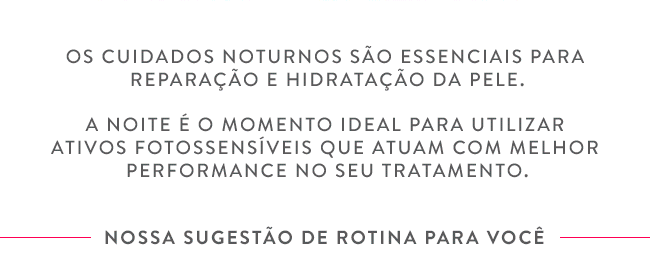 OS CUIDADOS NOTURNOS SÃO ESSENCIAIS PARA
REPARAÇÃO E HIDRATAÇÃO DA PELE.
A NOITE É O MOMENTO IDEAL PARA UTILIZAR
ATIVOS FOTOSSENSÍVEIS QUE ATUAM COM MELHOR
PERFORMANCE NO SEU TRATAMENTO.
NOSSA SUGESTÃO DE ROTINA PARA VOCÊ